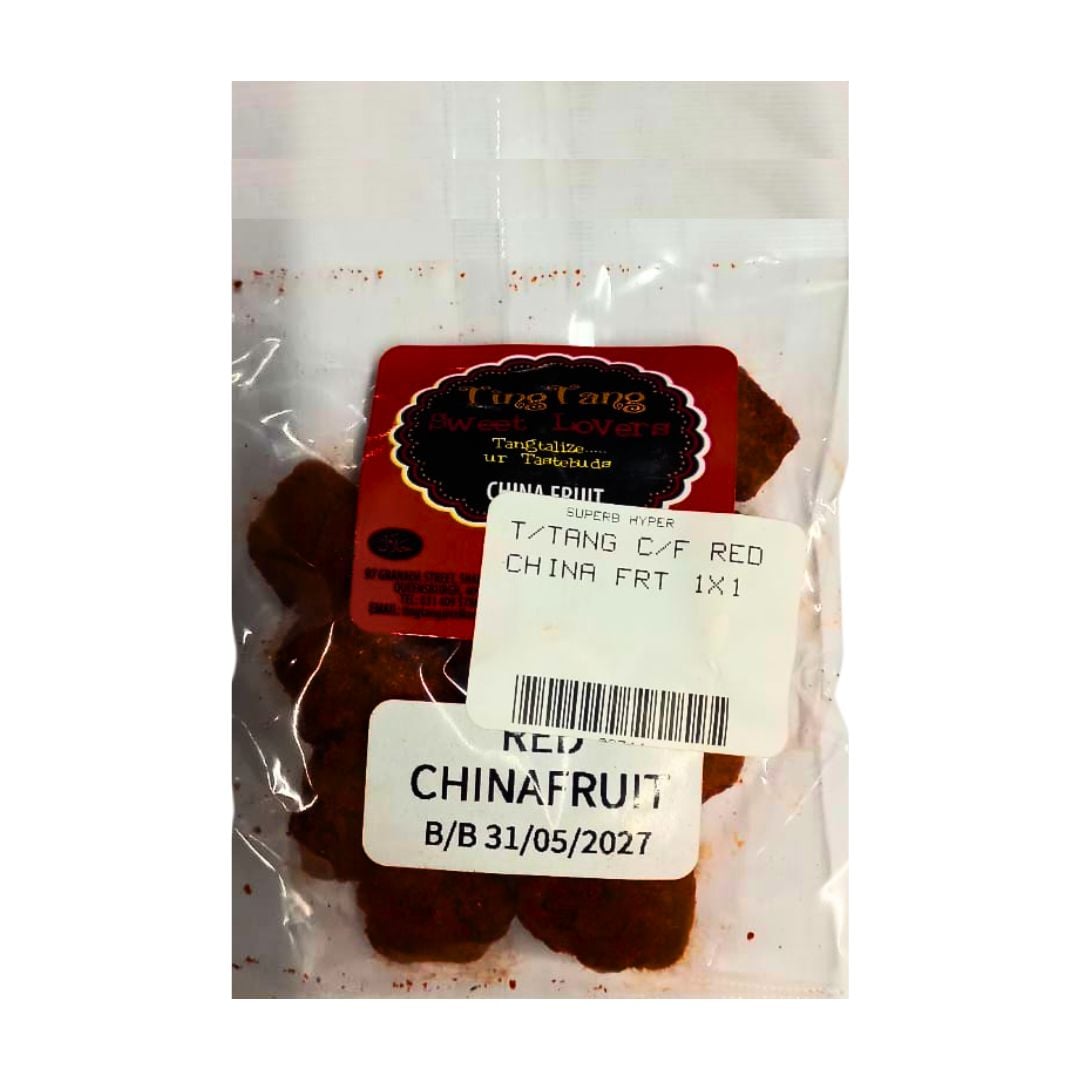 TingTang
Sweet LoVers
Tangtalize.....
ur Tastebuds
CHINA FRUIT
SUPERB HYPER
T/TANG C/F RED
CHINA FRT 1X1
RED
CHINAFRUIT
B/B 31/05/2027